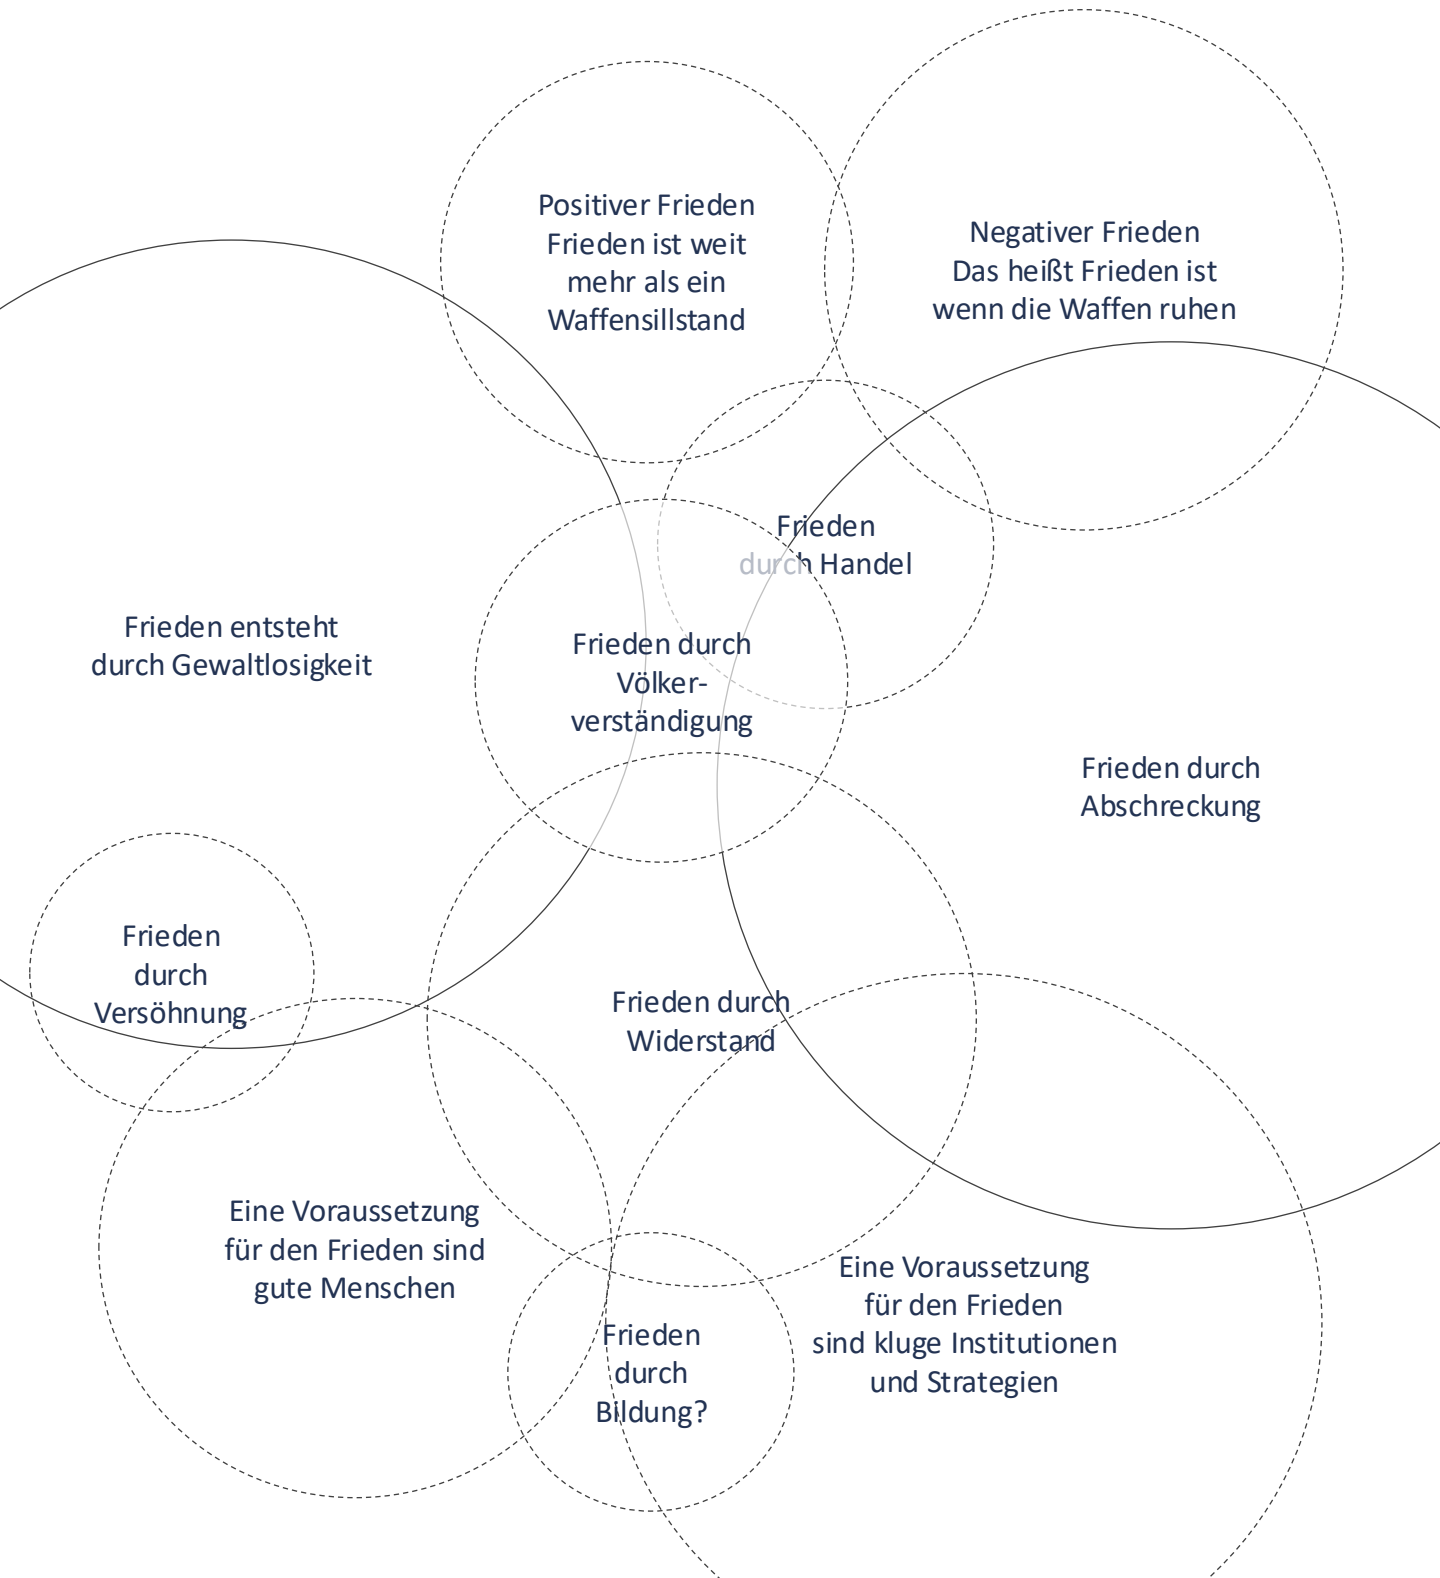 Positiver Frieden
Frieden ist weit
mehr als ein
Waffensillstand
Negativer Frieden
Das heißt Frieden ist
wenn die Waffen ruhen
Frieden
durch Handel
Frieden entsteht
durch Gewaltlosigkeit
Frieden durch
Völker-
verständigung
Frieden durch
Abschreckung
Frieden
durch
Versöhnung
Frieden durch
Widerstand
Eine Voraussetzung
für den Frieden sind
gute Menschen
Eine Voraussetzung
für den Frieden
sind kluge Institutionen
und Strategien
Frieden
durch
Bildung?